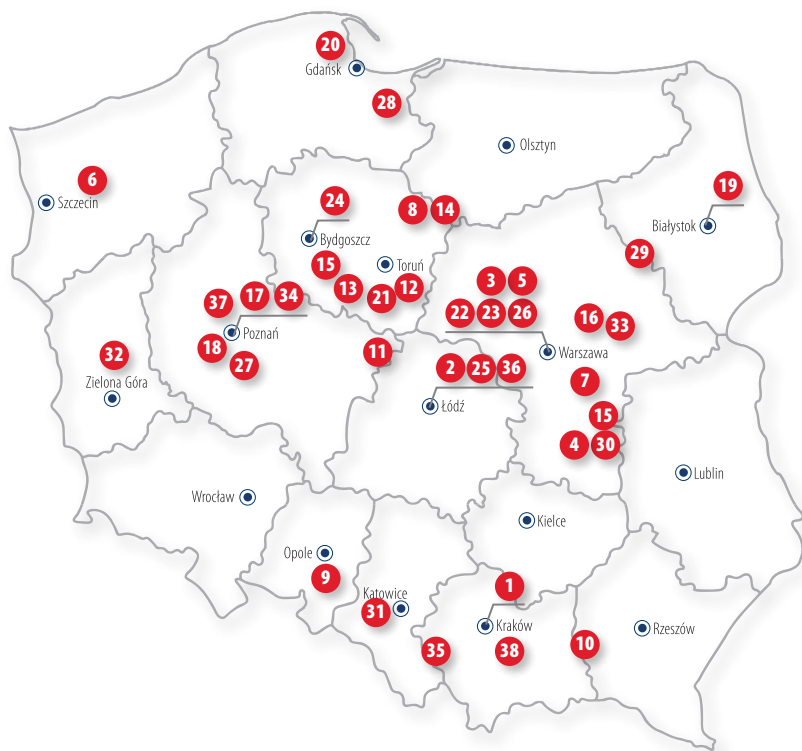 20
Gdańsk
28
Olsztyn
6
Szczecin
24
8 14
19
Bydgoszcz
Białystok
15
Toruń
29
13 21 12
3 5
37 17 34
22 23 26
16 33
Poznań
18 27
11
Warszawa
32
Zielona Góra
2 25 36
7
Łódź
15
4 30
Wrocław
Lublin
Kielce
Opole
9
Katowice
31
1
Kraków
Rzeszów
35
38
10